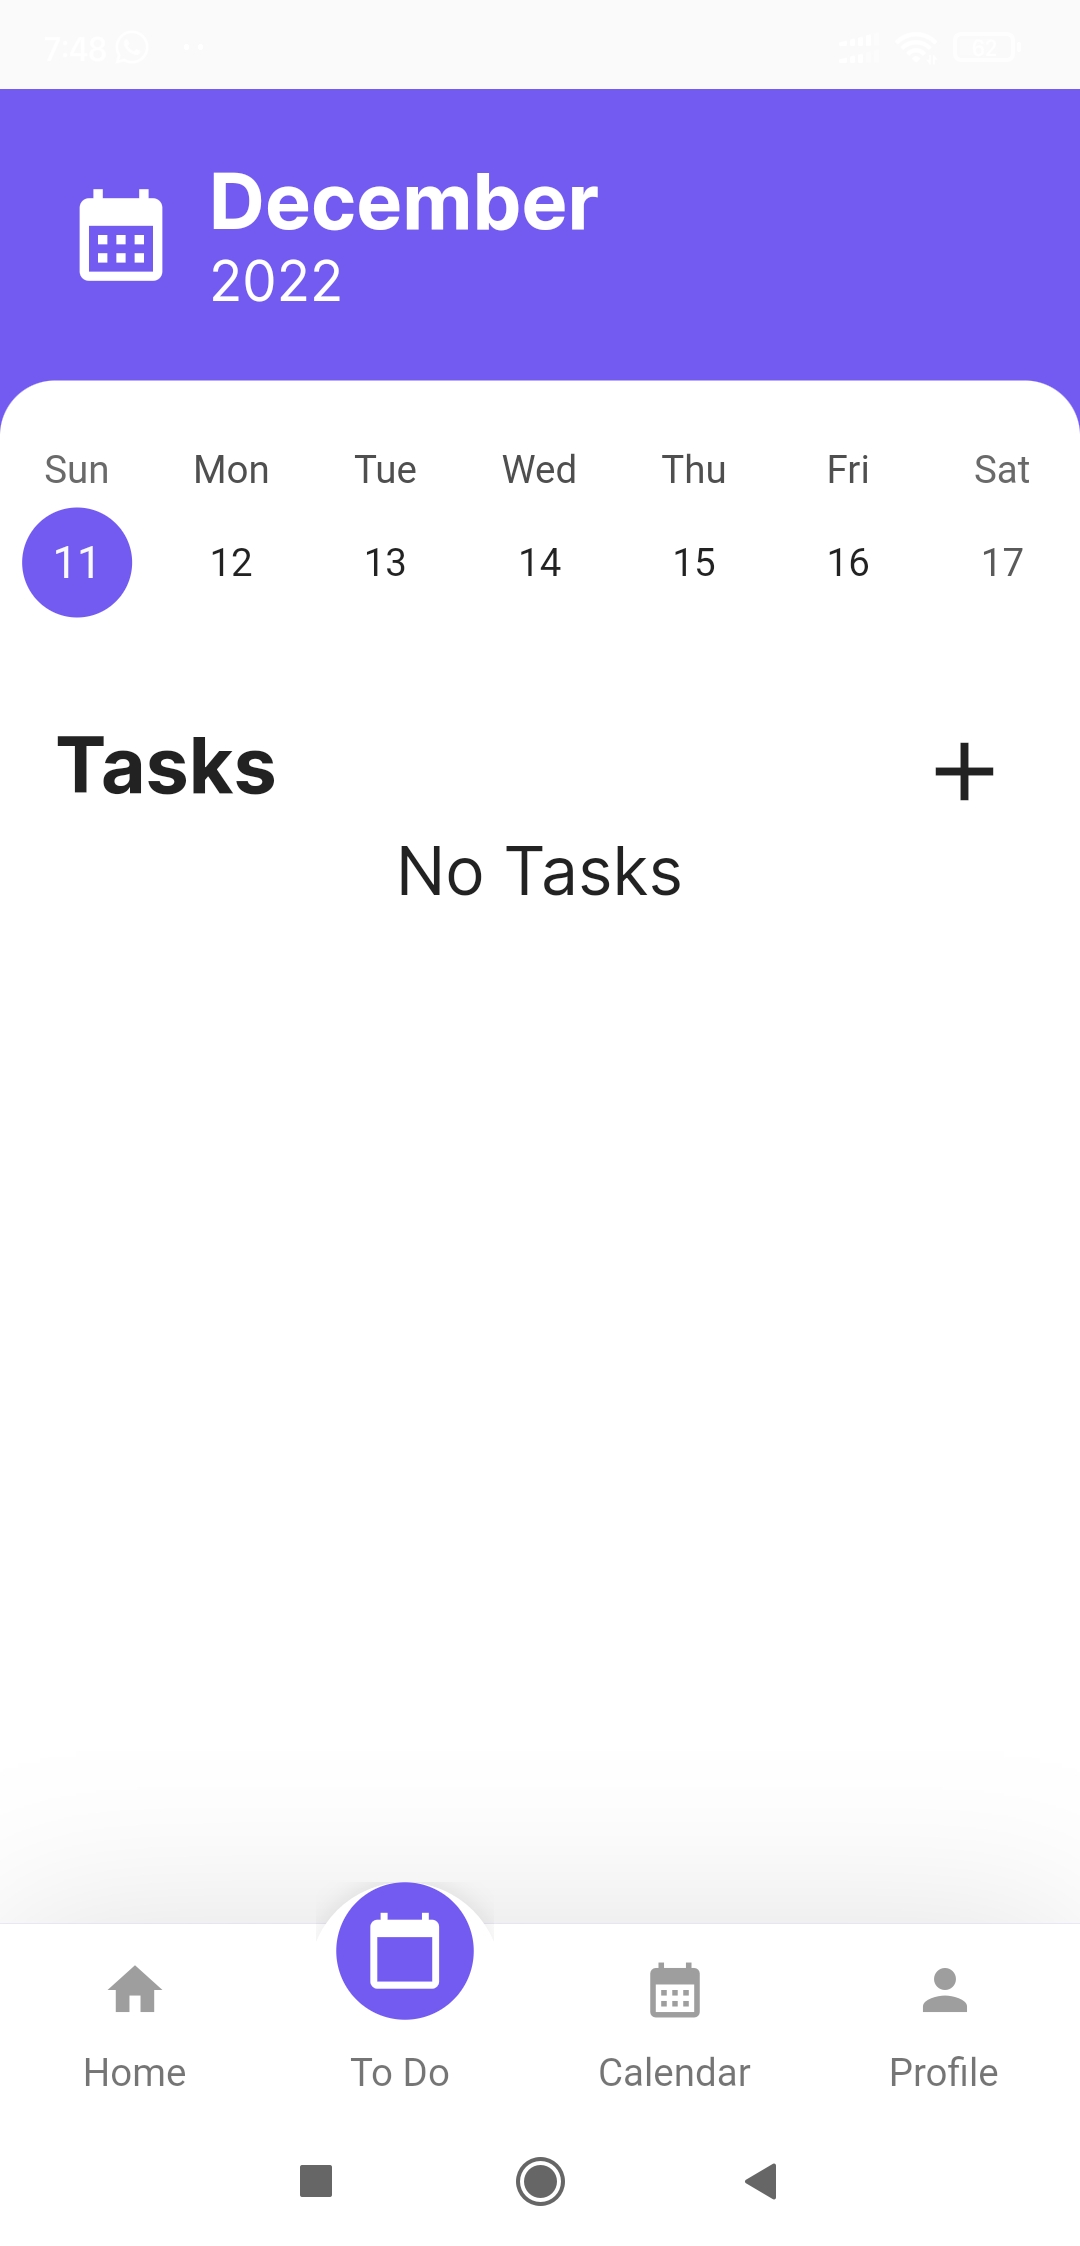 7:48
62
December
2022
Sun Mon Tue Wed Thu Fri Sat
11 12 13 14 15 16 17
Tasks
No Tasks
Home To Do Calendar Profile